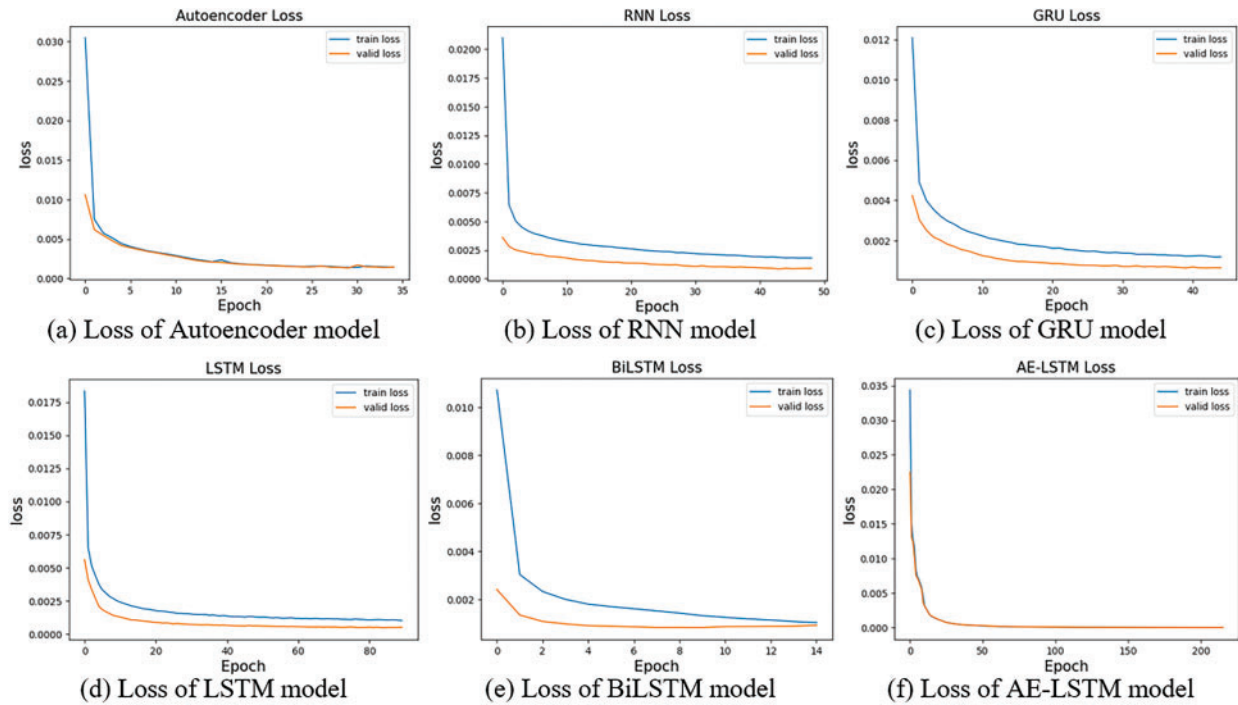 Autoencoder Loss
train loss
valid loss
0.030
0.025
0.020
0.015
0.010
0.005
0.000
loss
0 5 10 15 20 25 30 35
Epoch
(a) Loss of Autoencoder model
RNN Loss
train loss
valid loss
0.0200
0.0175
0.0150
0.0125
0.0100
0.0075
0.0050
0.0025
0.0000
loss
0 10 20 30 40 50
Epoch
(b) Loss of RNN model
GRU Loss
train loss
valid loss
0.012
0.010
0.008
0.006
0.004
0.002
loss
0 10 20 30 40
Epoch
(c) Loss of GRU model
LSTM Loss
train loss
valid loss
0.0175
0.0150
0.0125
0.0100
0.0075
0.0050
0.0025
0.0000
loss
0 20 40 60 80
Epoch
(d) Loss of LSTM model
BiLSTM Loss
train loss
valid loss
0.010
0.008
0.006
0.004
0.002
loss
0 2 4 6 8 10 12 14
Epoch
(e) Loss of BiLSTM model
AE-LSTM Loss
train loss
valid loss
0.035
0.030
0.025
0.020
0.015
0.010
0.005
0.000
loss
0 50 100 150 200
Epoch
(f) Loss of AE-LSTM model